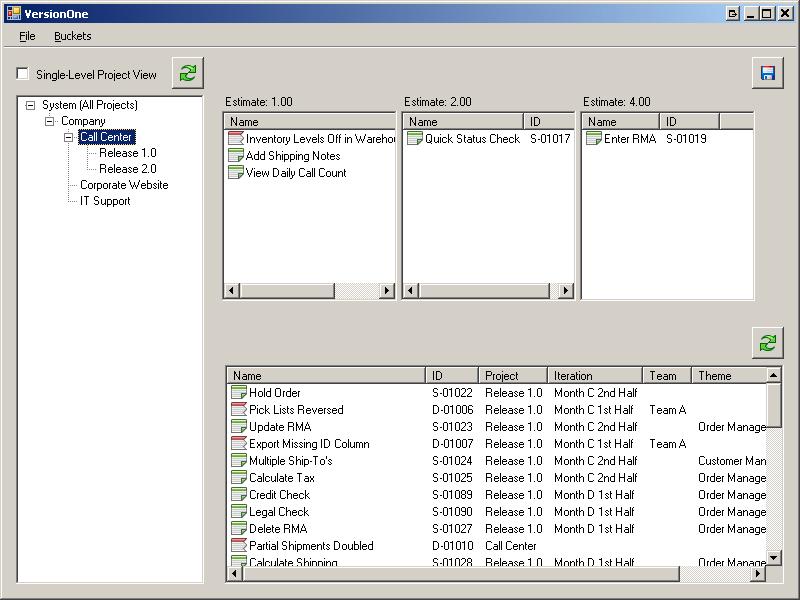 VersionOne
File Buckets
Single-Level Project View
System (All Projects)
Company
Call Center
Release 1.0
Release 2.0
Corporate Website
IT Support
Estimate: 1.00
Name
Inventory Levels Off in Wareho
Add Shipping Notes
View Daily Call Count
Estimate: 2.00
Name ID
Quick Status Check S-01017
Estimate: 4.00
Name ID
Enter RMA S-01019
Name ID Project Iteration Team Theme
Hold Order S-01022 Release 1.0 Month C 2nd Half
Pick Lists Reversed D-01006 Release 1.0 Month C 1st Half Team A
Update RMA S-01023 Release 1.0 Month C 2nd Half Order Manage
Export Missing ID Column D-01007 Release 1.0 Month C 1st Half Team A
Multiple Ship-To's S-01024 Release 1.0 Month C 2nd Half Customer Man
Calculate Tax S-01025 Release 1.0 Month C 2nd Half Order Manage
Credit Check S-01089 Release 1.0 Month D 1st Half Order Manage
Legal Check S-01090 Release 1.0 Month D 1st Half Order Manage
Delete RMA S-01027 Release 1.0 Month D 1st Half Order Manage
Partial Shipments Doubled D-01010 Call Center
Calculate Shipping S-01028 Release 1.0 Month D 1st Half Order Manage